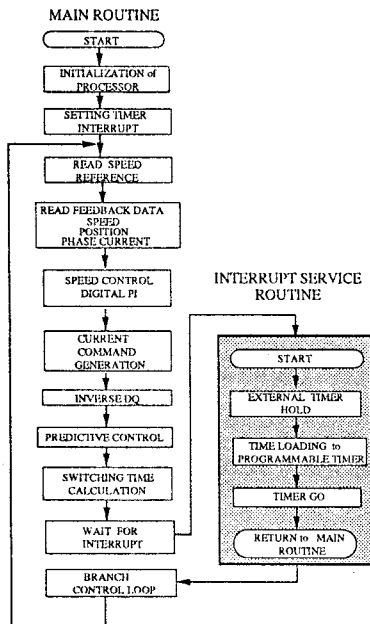 MAIN ROUTINE
START
INITIALIZATION of
PROCESSOR
SETTING TIMER
INTERRUPT
READ SPEED
REFERENCE
READ FEEDBACK DATA
SPEED
POSITION
PHASE CURRENT
SPEED CONTROL
DIGITAL PI
CURRENT
COMMAND
GENERATION
INVERSE DQ
PREDICTIVE CONTROL
SWITCHING TIME
CALCULATION
WAIT FOR
INTERRUPT
BRANCH
CONTROL LOOP
INTERRUPT SERVICE
ROUTINE
START
EXTERNAL TIMER
HOLD
TIME LOADING to
PROGRAMMABLE TIMER
TIMER GO
RETURN to MAIN
ROUTINE